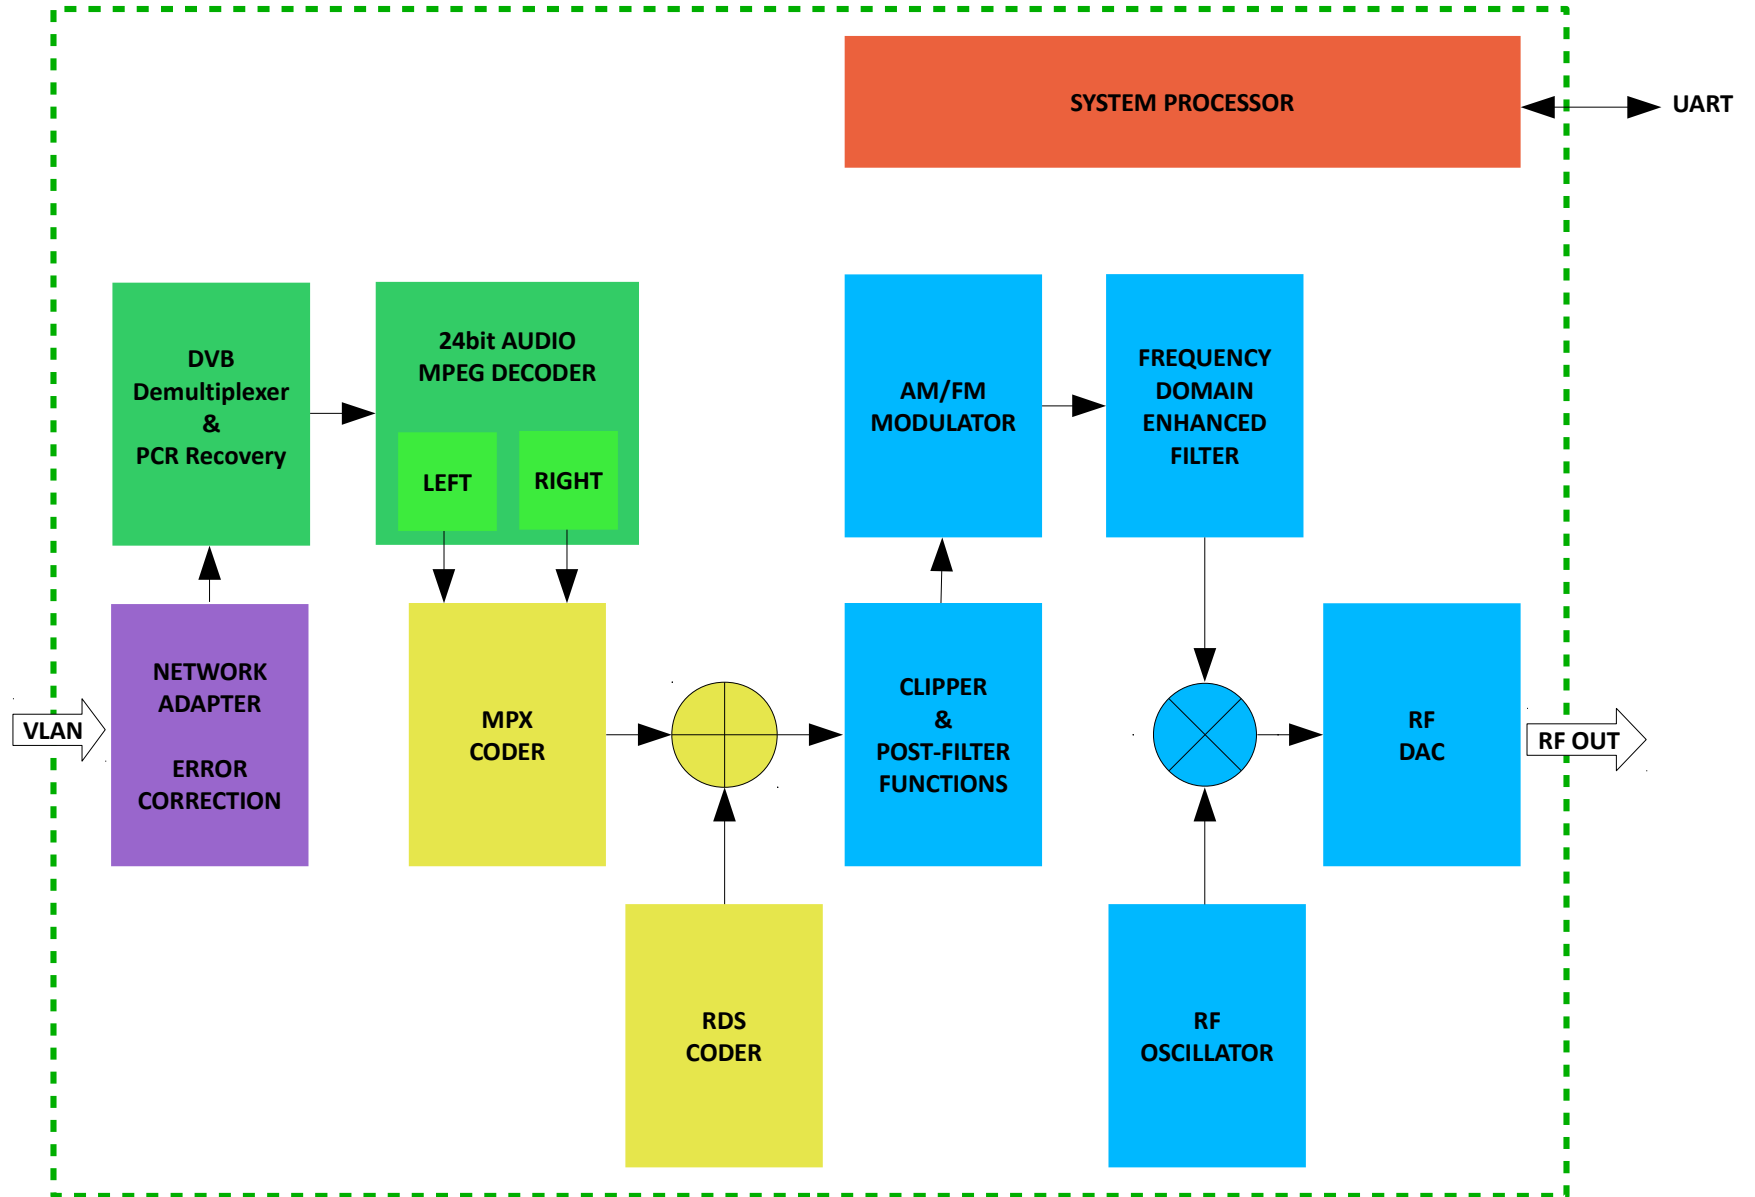 SYSTEM PROCESSOR
UART
DVB
Demultiplexer
&
PCR Recovery
24bit AUDIO
MPEG DECODER
LEFT
RIGHT
AM/FM
MODULATOR
FREQUENCY
DOMAIN
ENHANCED
FILTER
VLAN
NETWORK
ADAPTER
ERROR
CORRECTION
MPX
CODER
CLIPPER
&
POST-FILTER
FUNCTIONS
RF
DAC
RF OUT
RDS
CODER
RF
OSCILLATOR